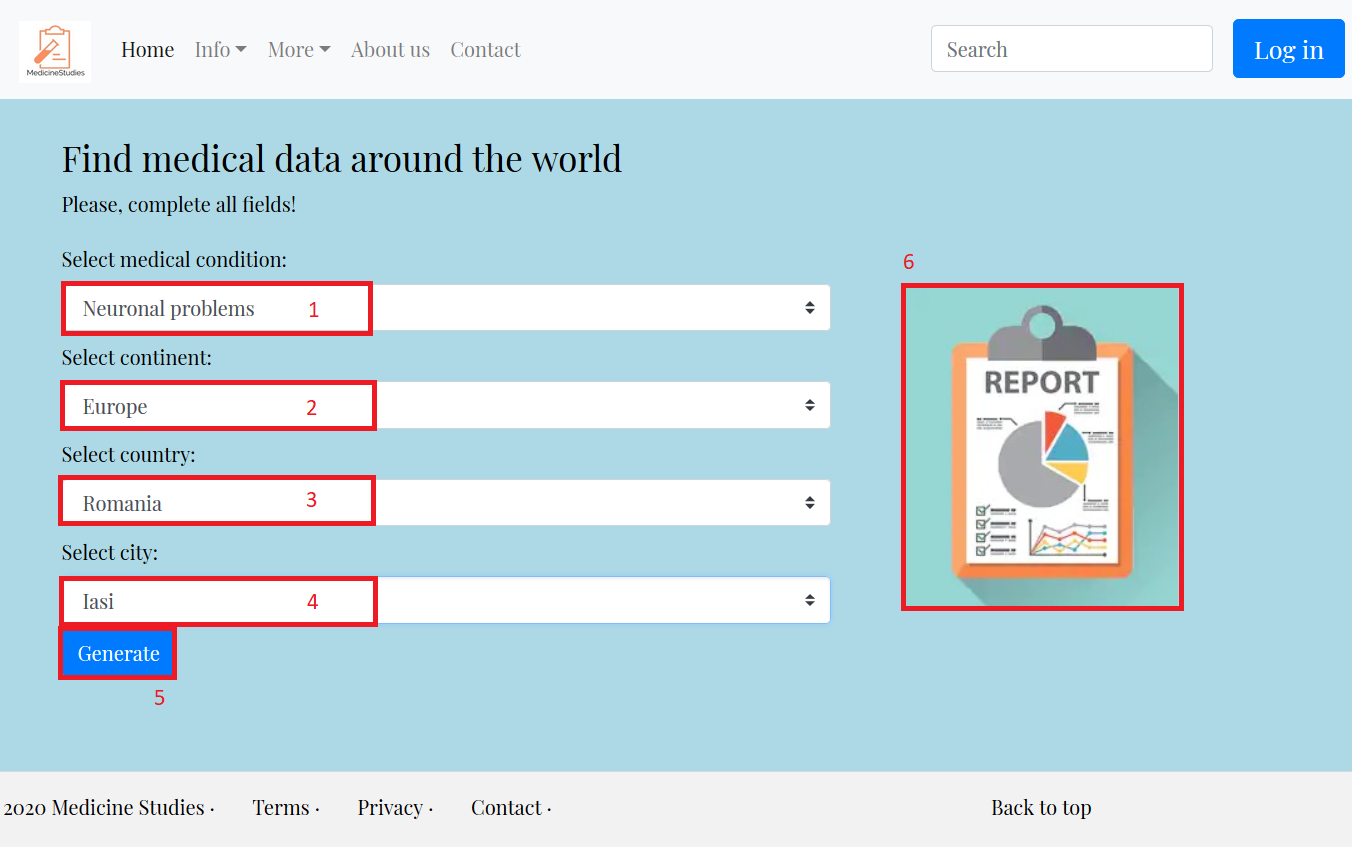 MedicineStudies
Home Info More About us Contact Search Log in
Find medical data around the world
Please, complete all fields!
Select medical condition:
6
Neuronal problems 1
Select continent:
REPORT
Europe 2
Select country:
Romania 3
Select city:
Iasi 4
Generate
5
2020 Medicine Studies · Terms · Privacy · Contact · Back to top